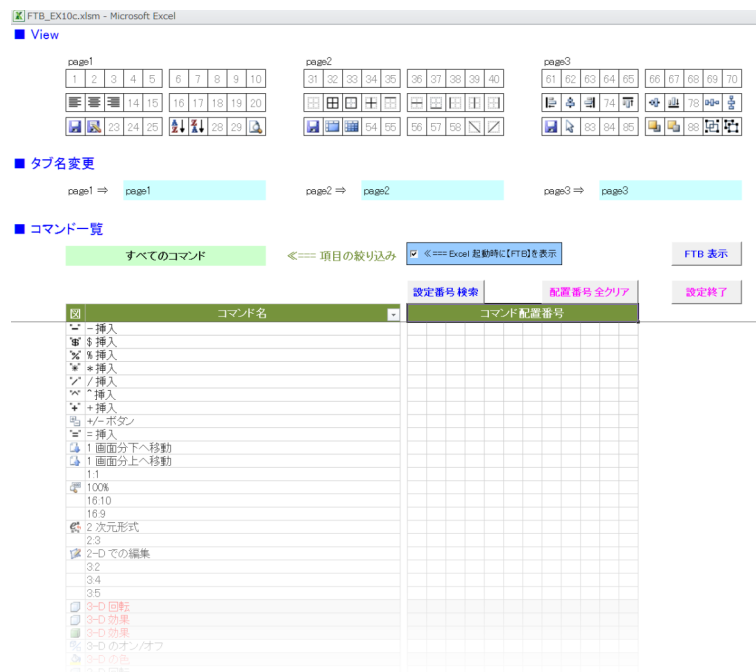 FTB_EX10c.xlsm - Microsoft Excel
■ View
page1 page2 page3
1 2 3 4 5 6 7 8 9 10 31 32 33 34 35 36 37 38 39 40 61 62 63 64 65 66 67 68 69 70
14 15 16 17 18 19 20 74 78
23 24 25 28 29 54 55 56 57 58 83 84 85 88
■ タブ名変更
page1 ⇒ page1 page2 ⇒ page2 page3 ⇒ page3
■ コマンド一覧
すべてのコマンド ≪=== 項目の絞り込み ≪=== Excel 起動時に【FTB】を表示 FTB 表示
設定番号 検索 配置番号 全クリア 設定終了
図 コマンド名 コマンド配置番号
− 挿入
$ 挿入
% 挿入
* 挿入
/ 挿入
^ 挿入
+ 挿入
+/− ボタン
= 挿入
1 画面分下へ移動
1 画面分上へ移動
1:1
100%
16:10
16:9
2 次元形式
2:3
2-D での編集
3:2
3:4
3:5
3-D 回転
3-D 効果
3-D 効果
3-D のオン/オフ
3-D の色
3-D 回転